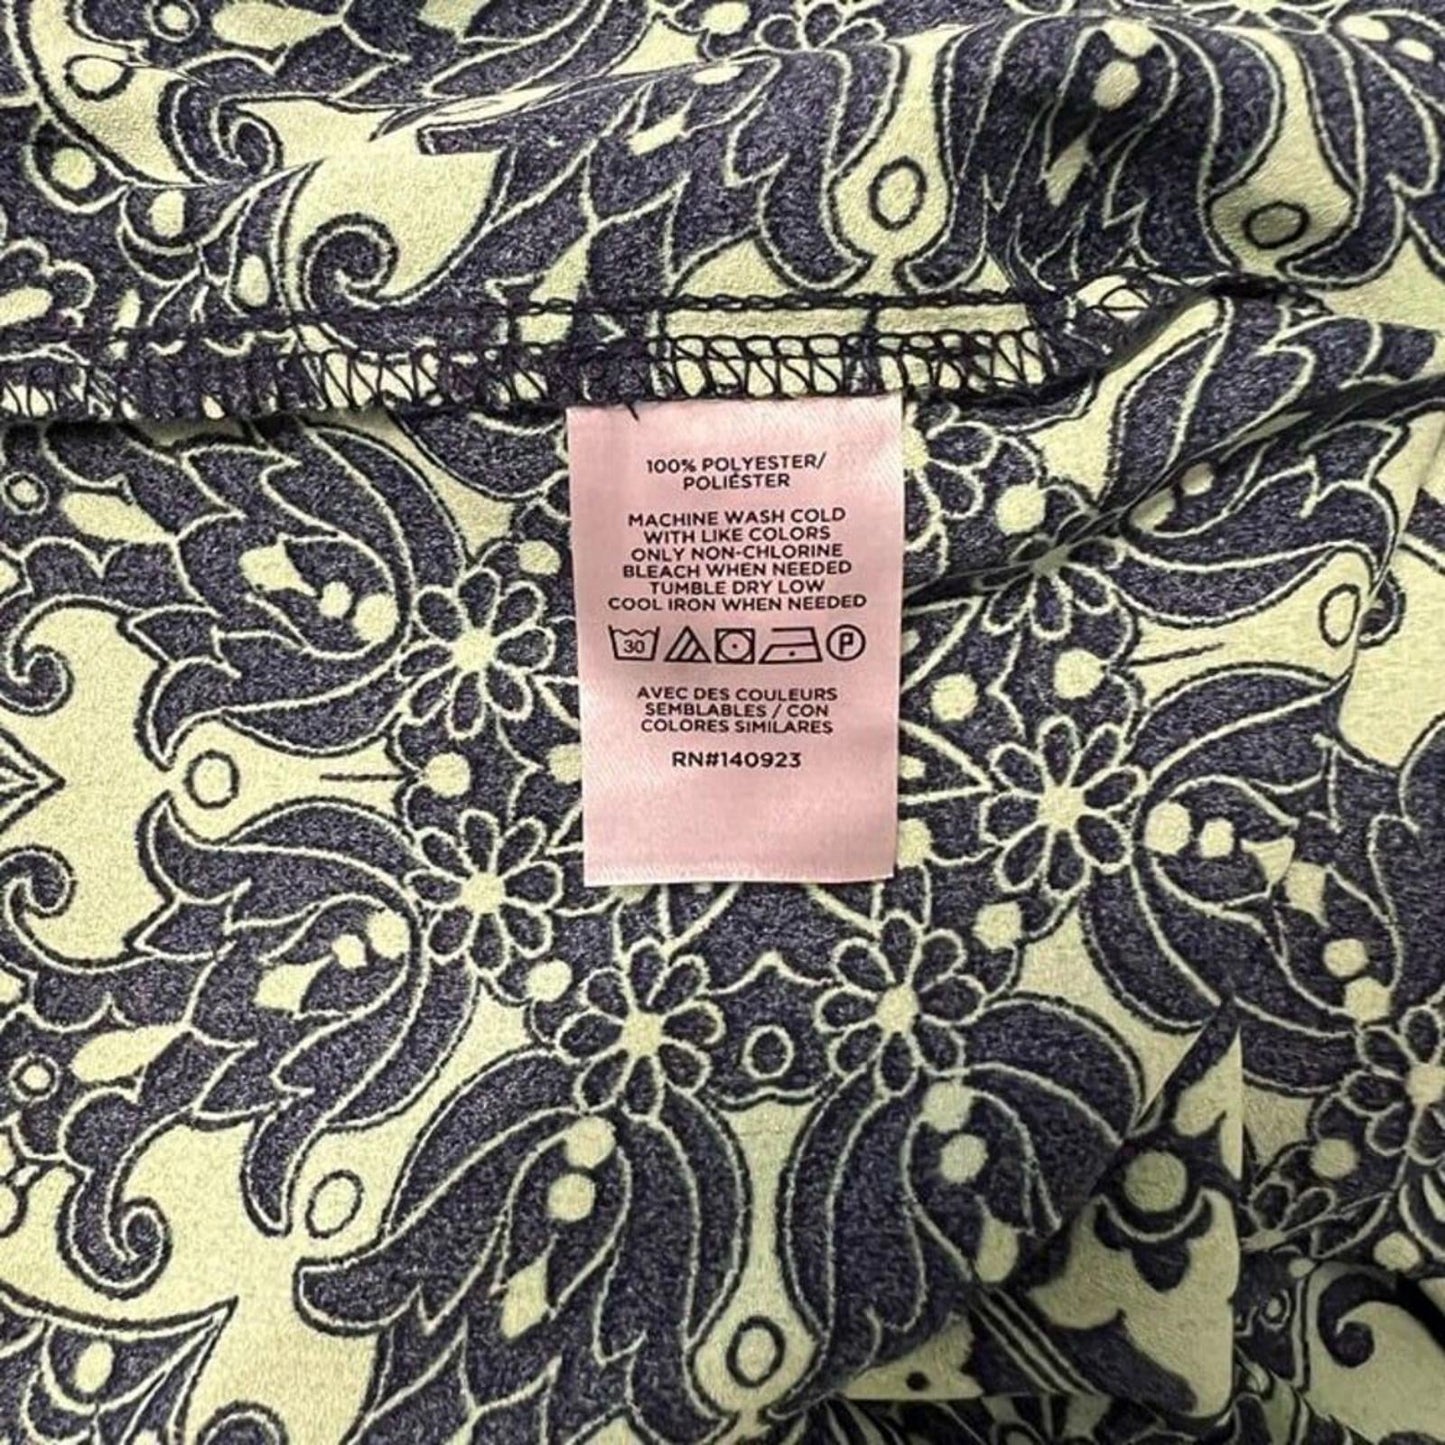 100% POLYESTER/
POLIÉSTER
MACHINE WASH COLD
WITH LIKE COLORS
ONLY NON-CHLORINE
BLEACH WHEN NEEDED
TUMBLE DRY LOW
COOL IRON WHEN NEEDED
30 P
AVEC DES COULEURS
SEMBLABLES / CON
COLORES SIMILARES
RN#140923